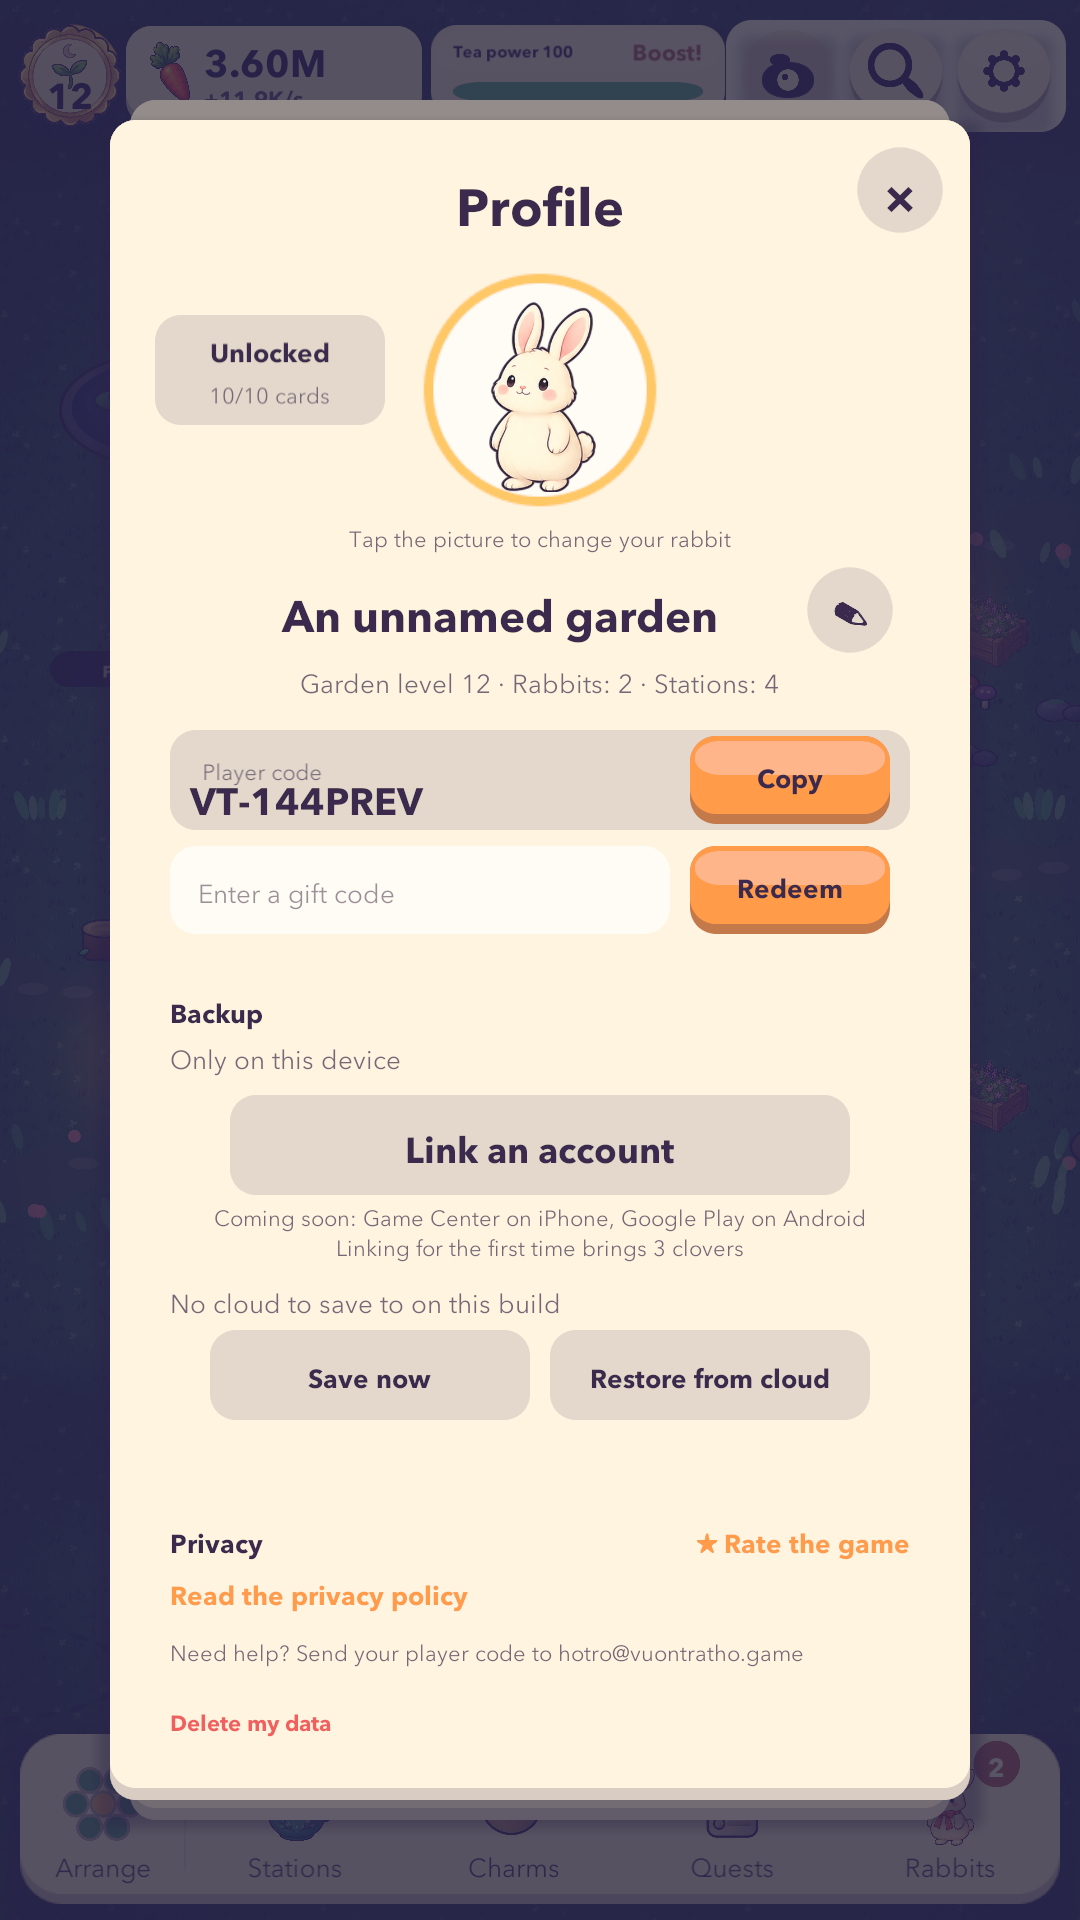 12
3.60M
+11.9K/s
Tea power 100
Boost!
Profile
Unlocked
10/10 cards
Tap the picture to change your rabbit
An unnamed garden
Garden level 12 · Rabbits: 2 · Stations: 4
Player code
VT-144PREV
Copy
Enter a gift code
Redeem
Backup
Only on this device
Link an account
Coming soon: Game Center on iPhone, Google Play on Android
Linking for the first time brings 3 clovers
No cloud to save to on this build
Save now
Restore from cloud
Privacy
★ Rate the game
Read the privacy policy
Need help? Send your player code to hotro@vuontratho.game
Delete my data
2
Arrange
Stations
Charms
Quests
Rabbits